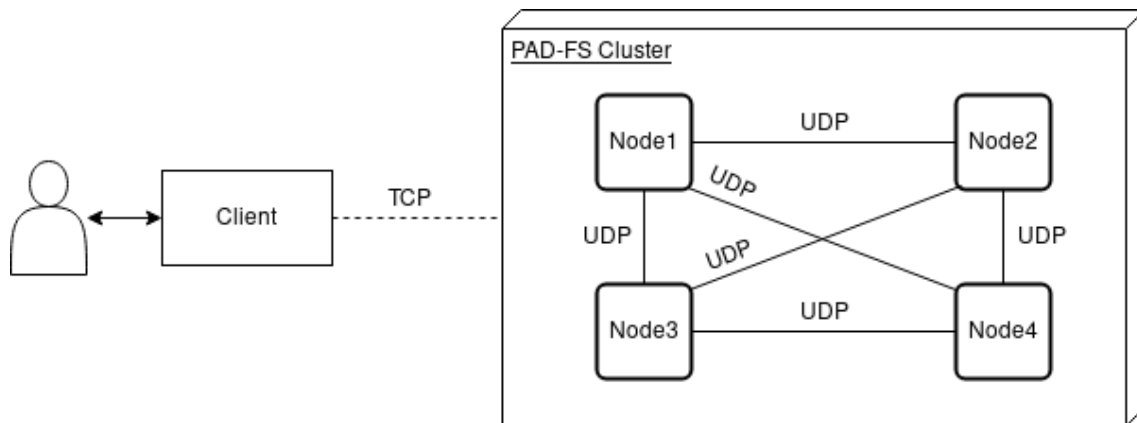 PAD-FS Cluster
Node1
UDP
Node2
UDP
Client
TCP
UDP
UDP
UDP
Node3
UDP
Node4